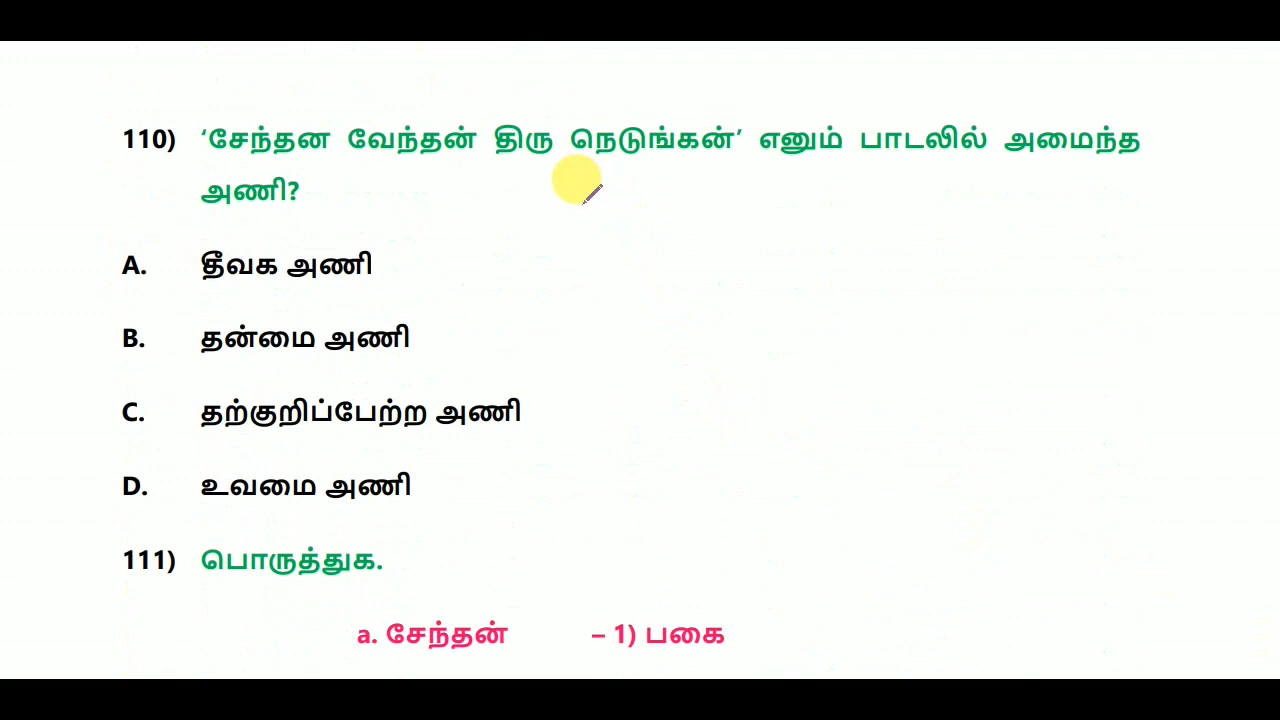 110) ‘சேந்தன வேந்தன் திரு நெடுங்கன்’ எனும் பாடலில் அமைந்த
அணி?
A. தீவக அணி
B. தன்மை அணி
C. தற்குறிப்பேற்ற அணி
D. உவமை அணி
111) பொருத்துக.
a. சேந்தன் – 1) பகை